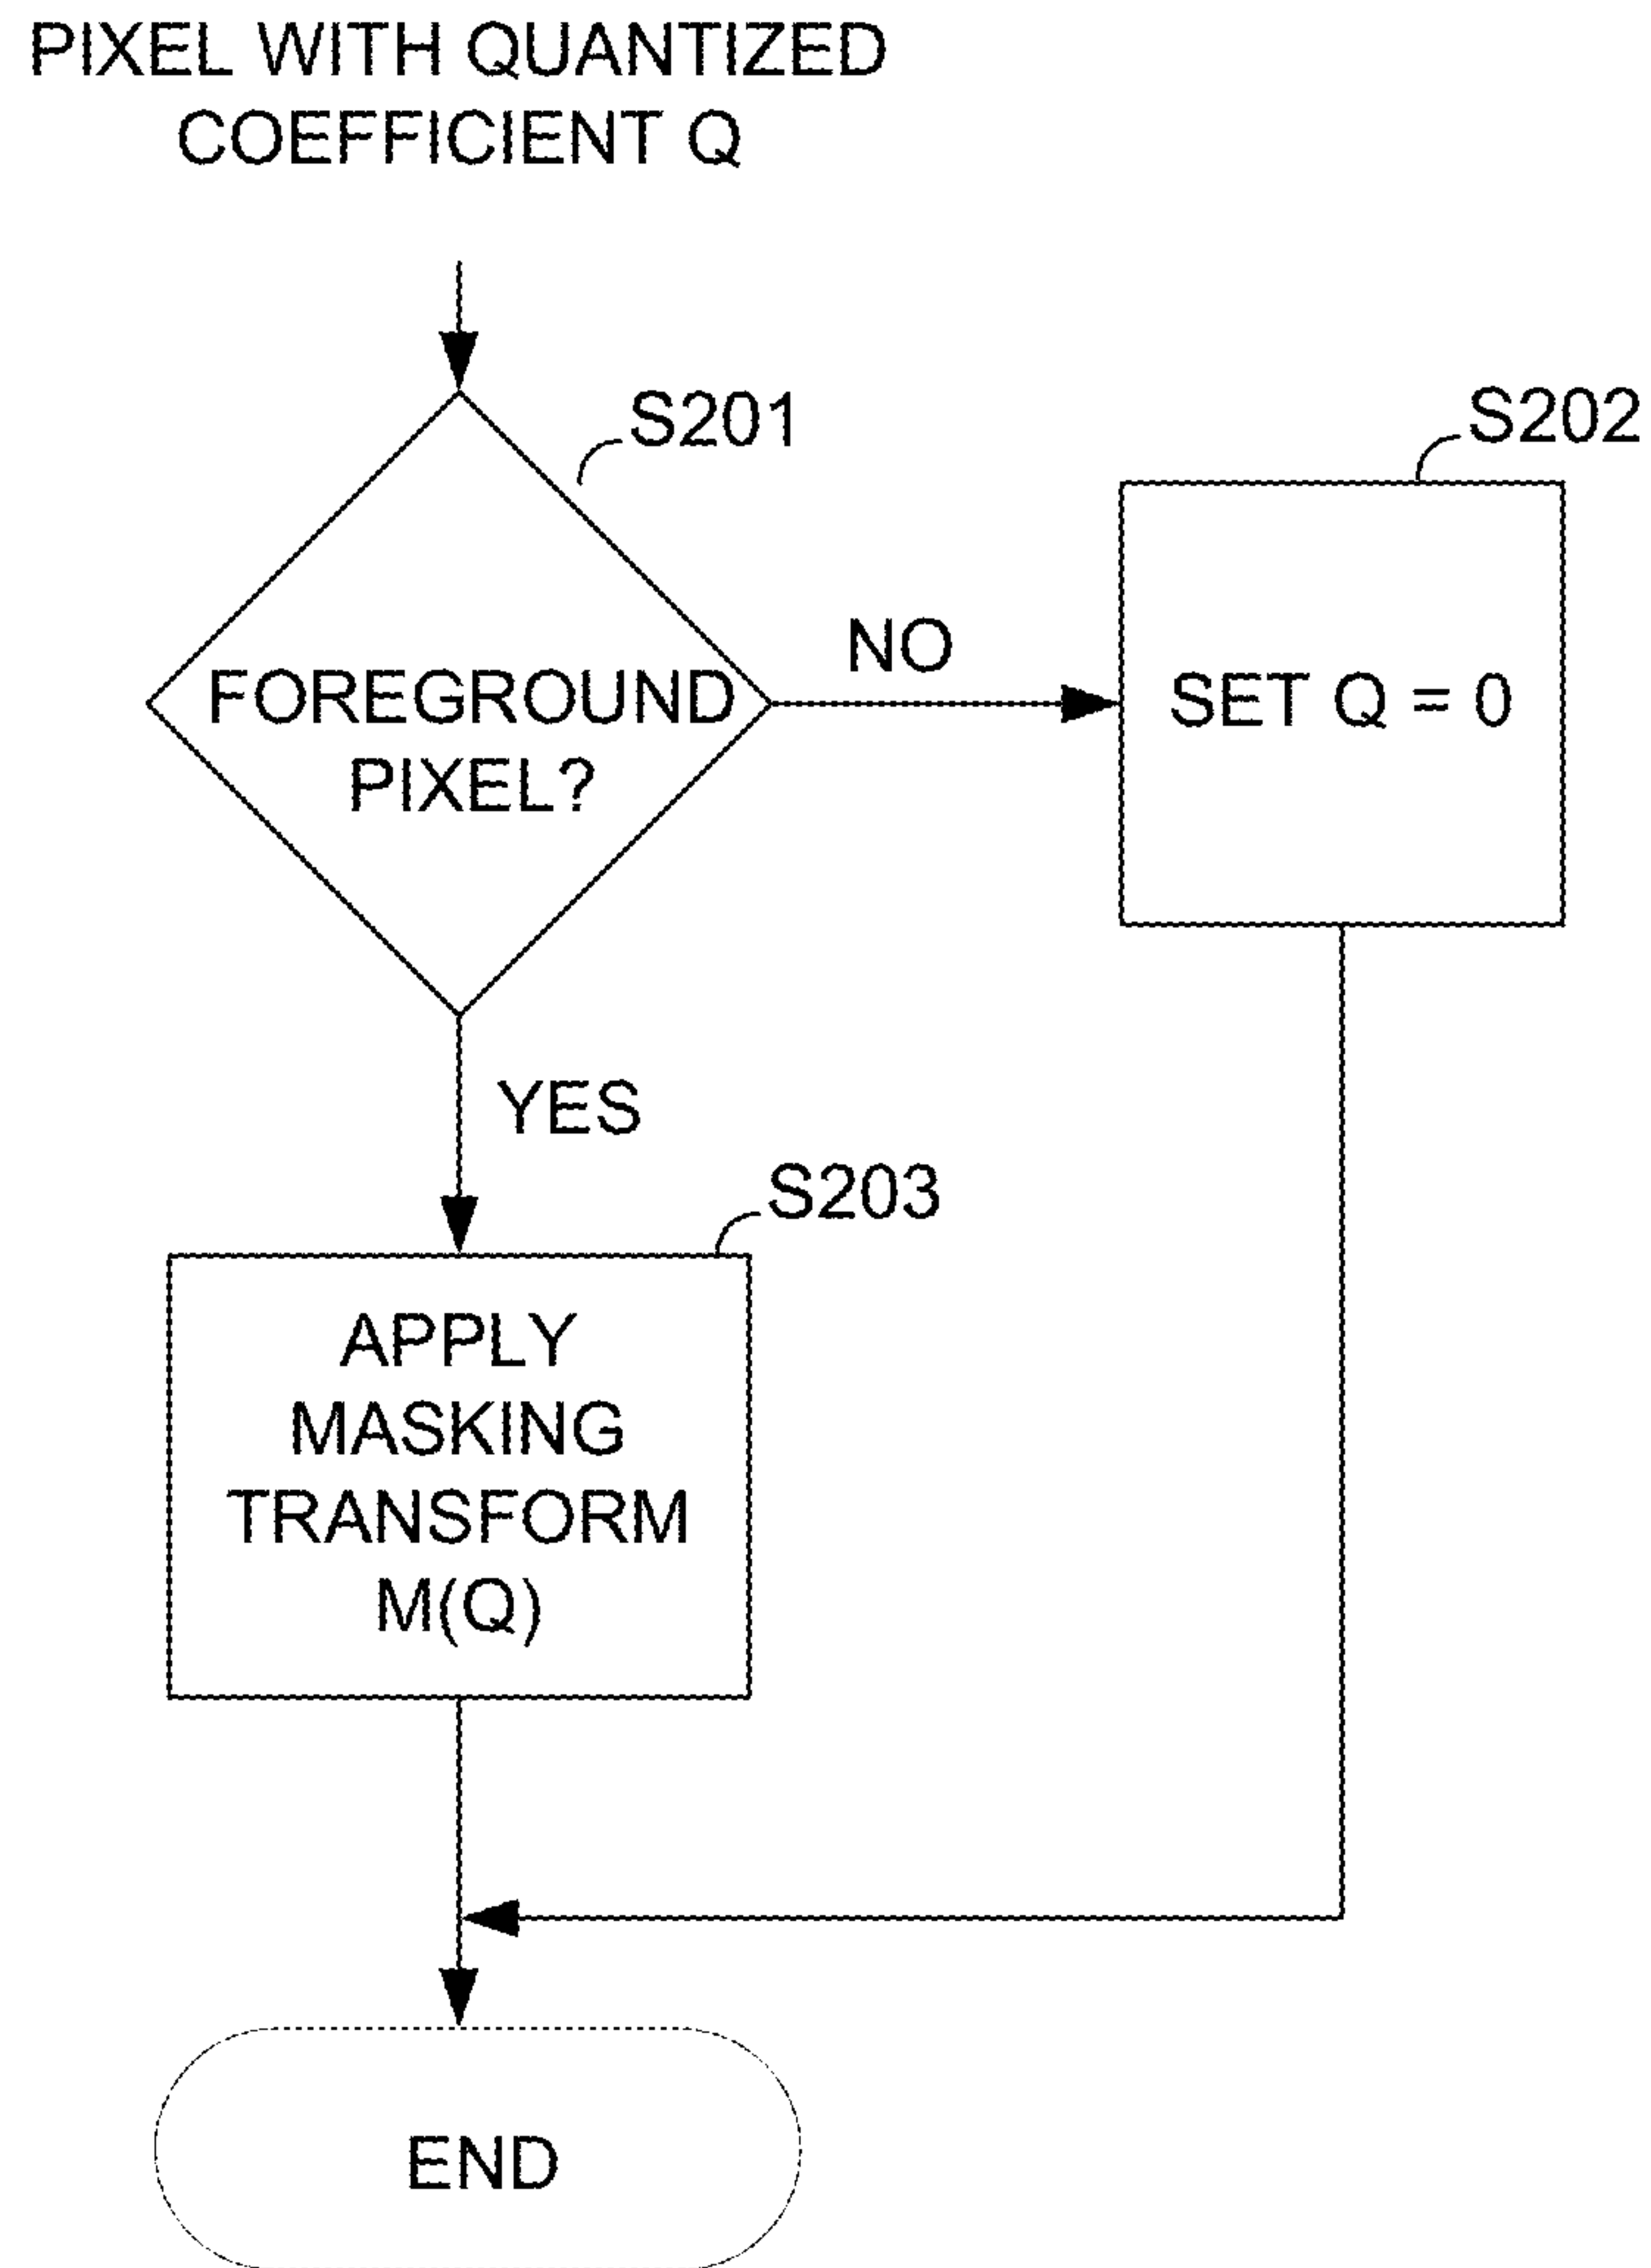 PIXEL WITH QUANTIZED
COEFFICIENT Q
S201
S202
FOREGROUND
PIXEL?
NO
SET Q = 0
YES
S203
APPLY
MASKING
TRANSFORM
M(Q)
END